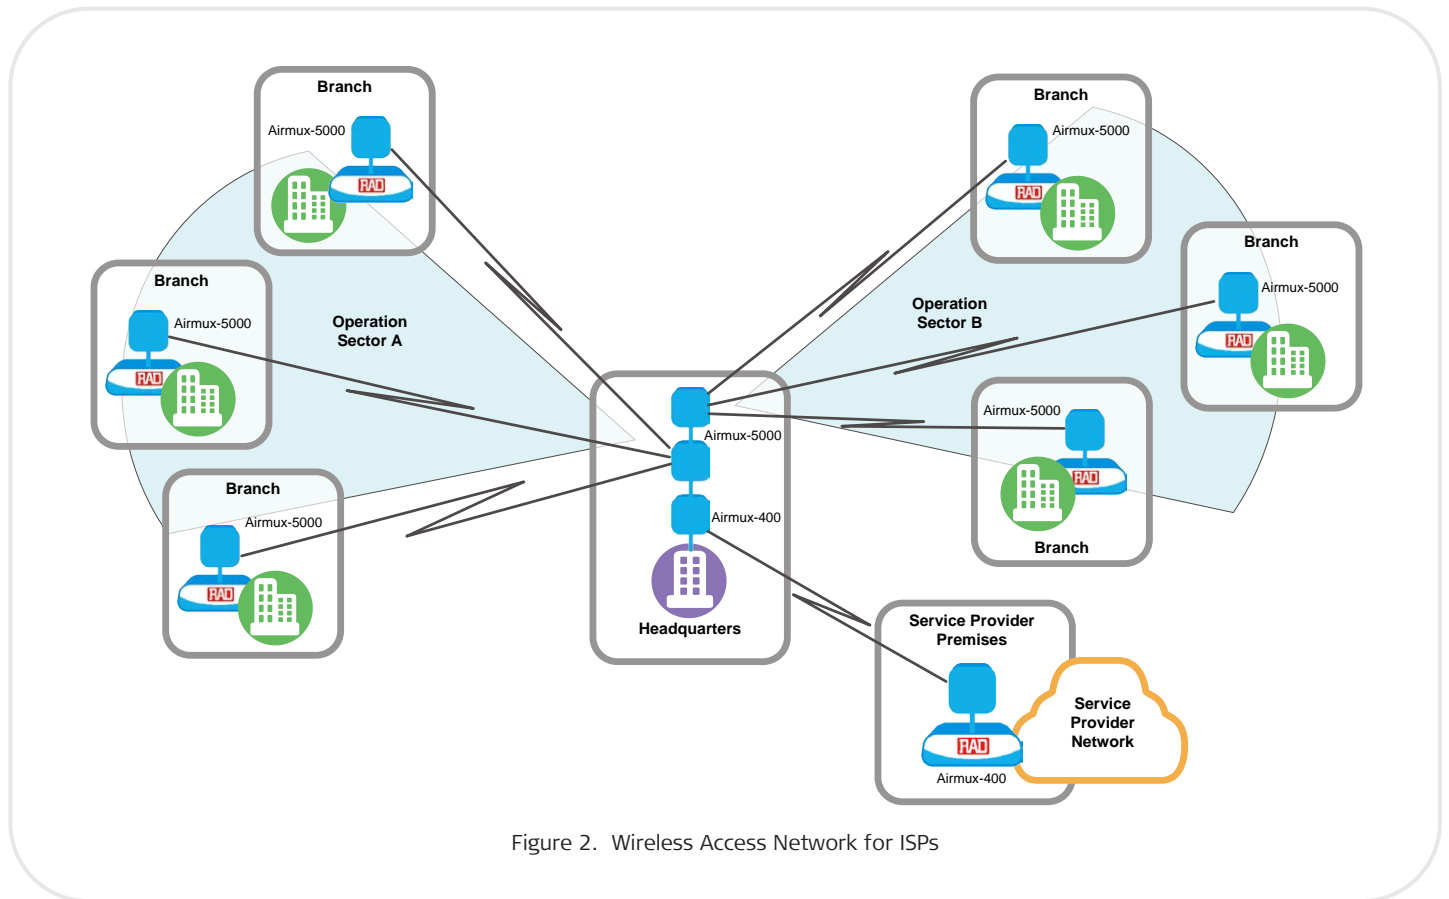 Branch
Airmux-5000
RAD
Branch
Airmux-5000
RAD
Branch
Airmux-5000
RAD
Operation
Sector A
Branch
Airmux-5000
RAD
Operation
Sector B
Branch
Airmux-5000
RAD
Airmux-5000
RAD
Branch
Airmux-5000
Airmux-400
Headquarters
Service Provider
Premises
RAD
Airmux-400
Service
Provider
Network
Figure 2. Wireless Access Network for ISPs